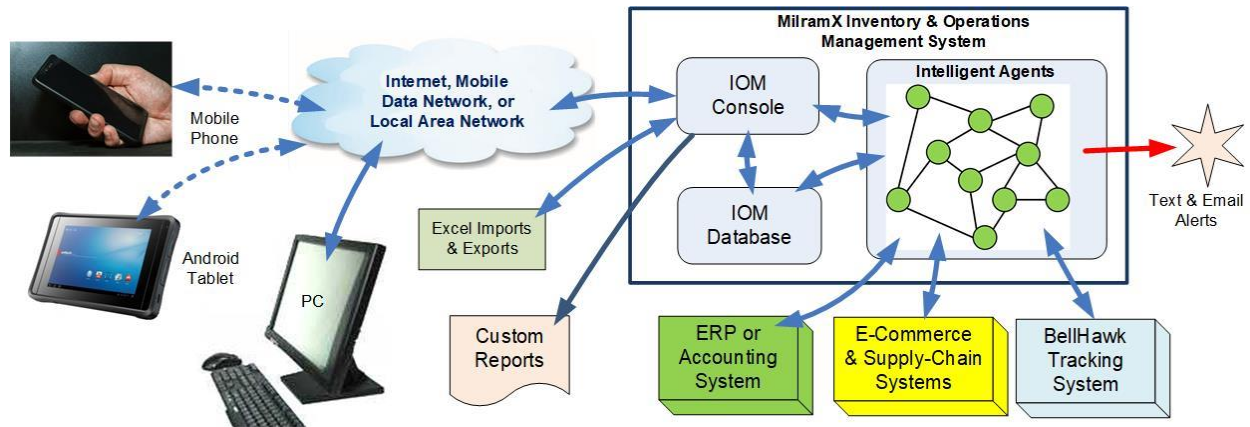 MilramX Inventory & Operations
Management System
Internet, Mobile
Data Network, or
Local Area Network
IOM
Console
Intelligent Agents
Mobile
Phone
Text & Email
Alerts
IOM
Database
Excel Imports
& Exports
Android
Tablet
PC
Custom
Reports
ERP or
Accounting
System
E-Commerce
& Supply-Chain
Systems
BellHawk
Tracking
System